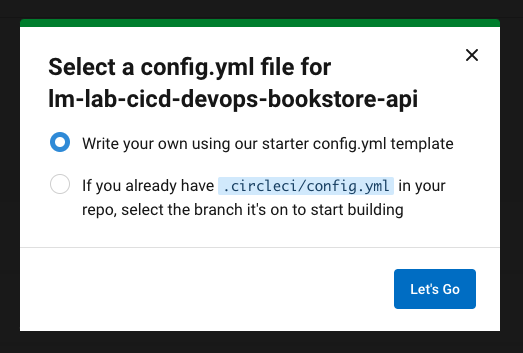 Select a config.yml file for
lm-lab-cicd-devops-bookstore-api
Write your own using our starter config.yml template
If you already have .circleci/config.yml in your
repo, select the branch it's on to start building
Let's Go